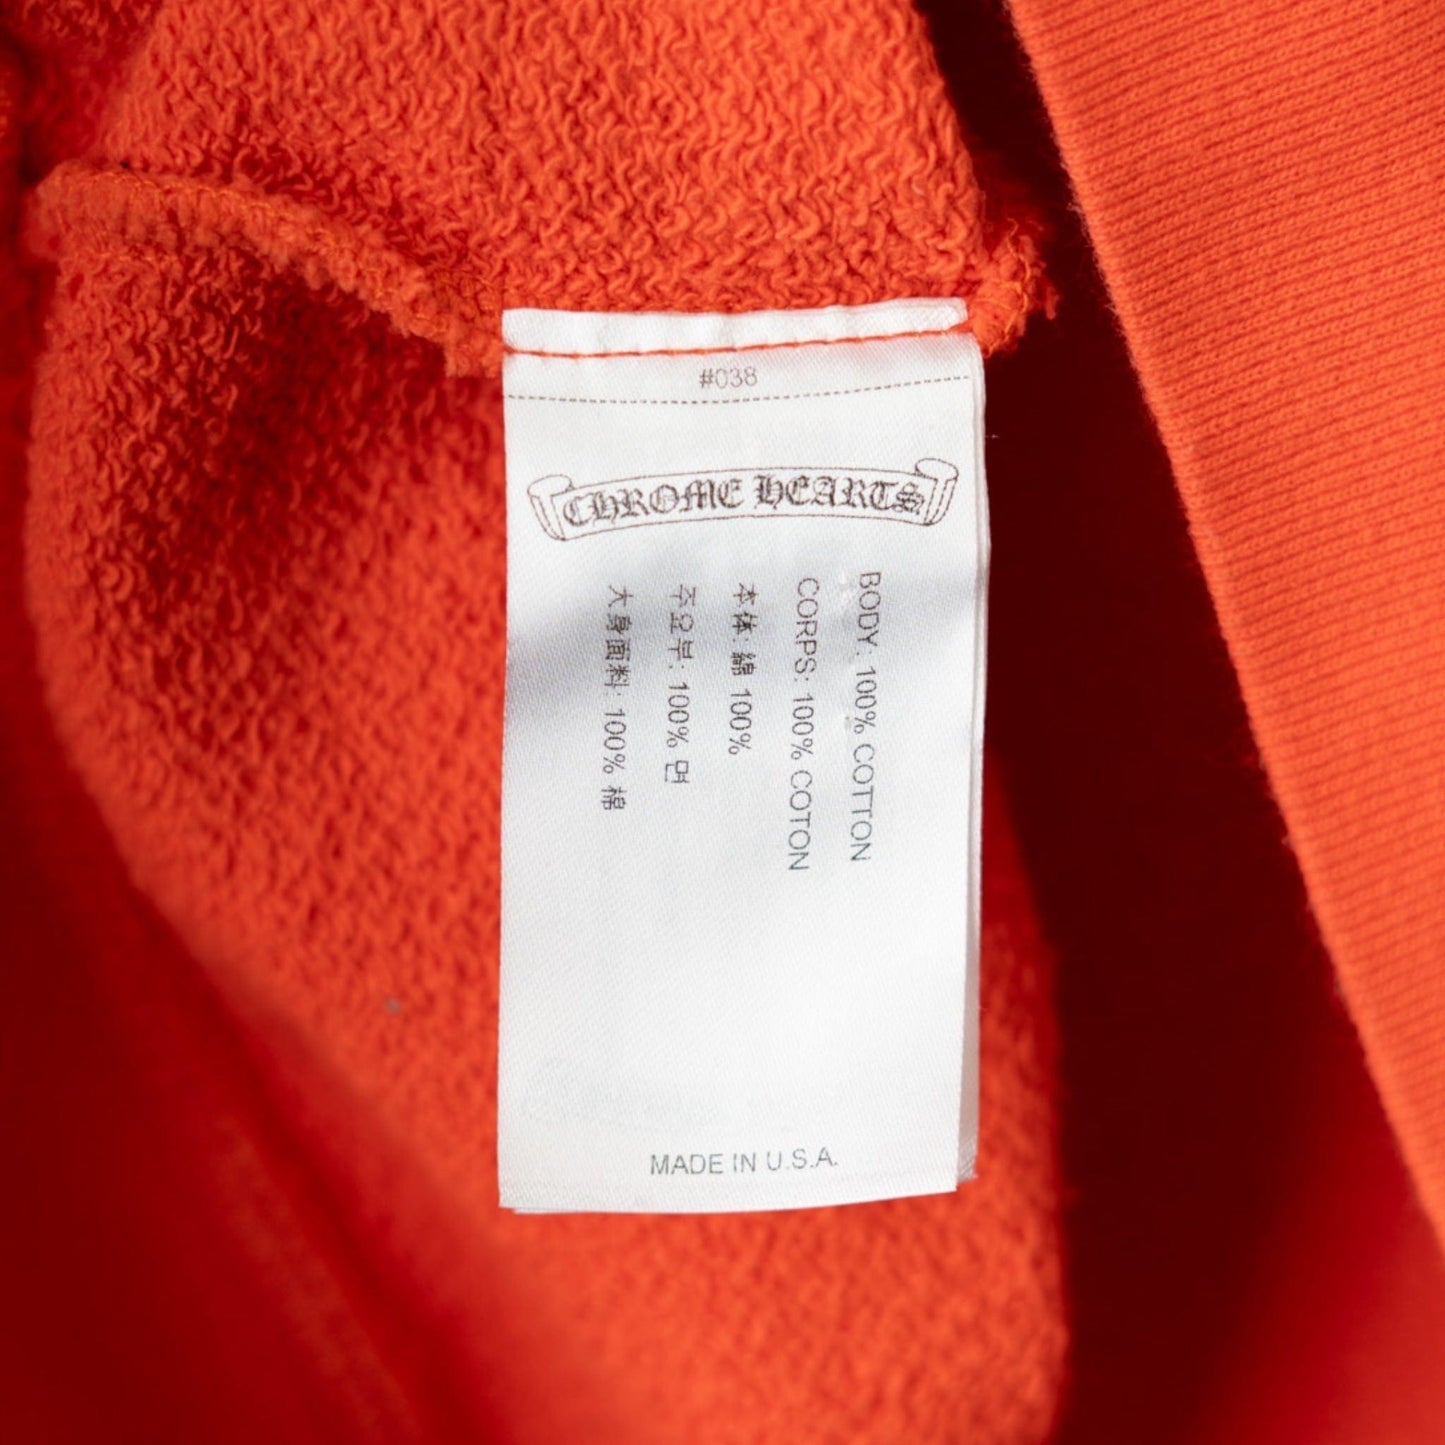 #038
CHROME HEARTS
BODY: 100% COTTON
CORPS: 100% COTON
本体: 綿 100%
주요부: 100% 면
大身面料: 100% 棉
MADE IN U.S.A.